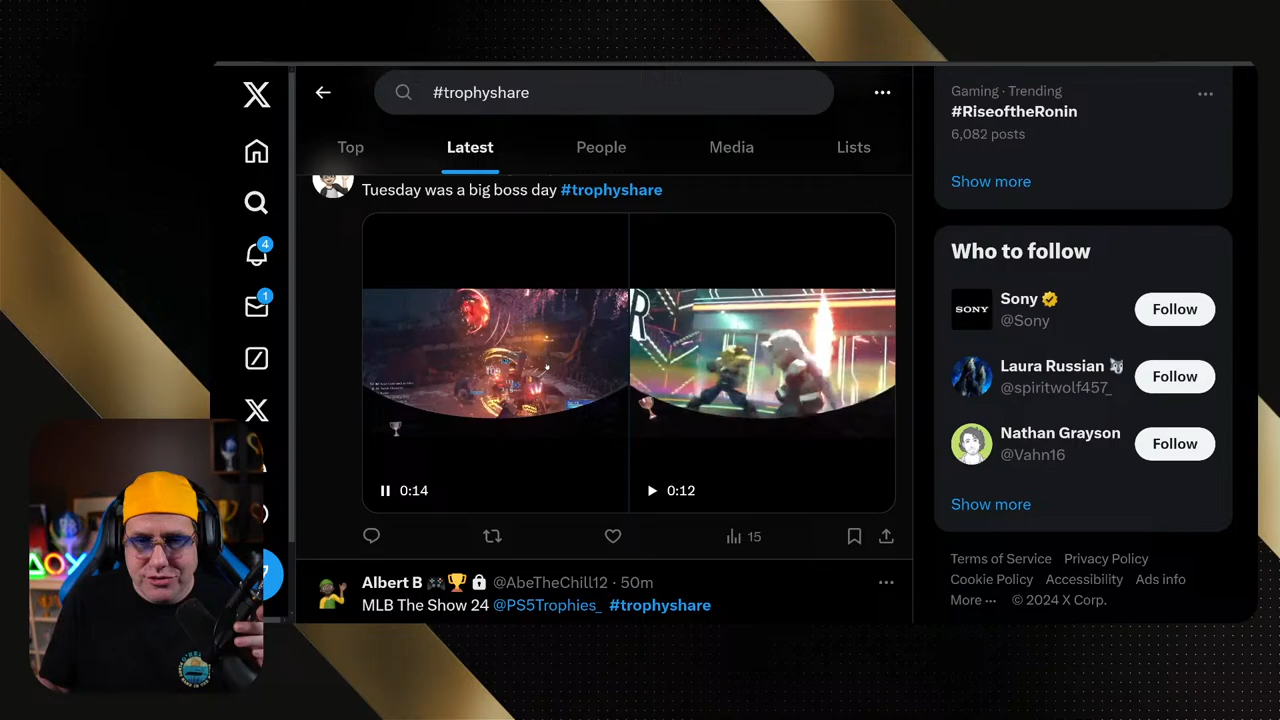 #trophyshare
Top
Latest
People
Media
Lists
Tuesday was a big boss day #trophyshare
0:14
0:12
15
Albert B @AbeTheChill12 · 50m
MLB The Show 24 @PS5Trophies_ #trophyshare
4
1
Gaming · Trending
#RiseoftheRonin
6,082 posts
Show more
Who to follow
SONY
Sony
@Sony
Follow
Laura Russian
@spiritwolf457_
Follow
Nathan Grayson
@Vahn16
Follow
Show more
Terms of Service Privacy Policy
Cookie Policy Accessibility Ads info
More ··· © 2024 X Corp.